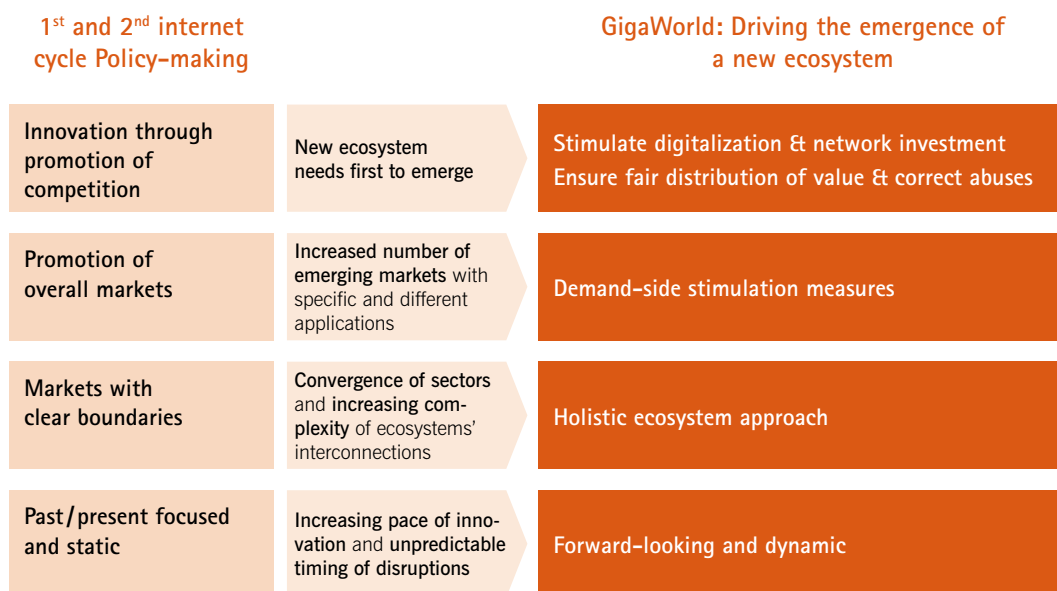 1st and 2nd internet
cycle Policy-making
GigaWorld: Driving the emergence of
a new ecosystem
Innovation through
promotion of
competition
New ecosystem
needs first to emerge
Stimulate digitalization & network investment
Ensure fair distribution of value & correct abuses
Promotion of
overall markets
Increased number of
emerging markets with
specific and different
applications
Demand-side stimulation measures
Markets with
clear boundaries
Convergence of sectors
and increasing com-
plexity of ecosystems'
interconnections
Holistic ecosystem approach
Past/present focused
and static
Increasing pace of inno-
vation and unpredictable
timing of disruptions
Forward-looking and dynamic